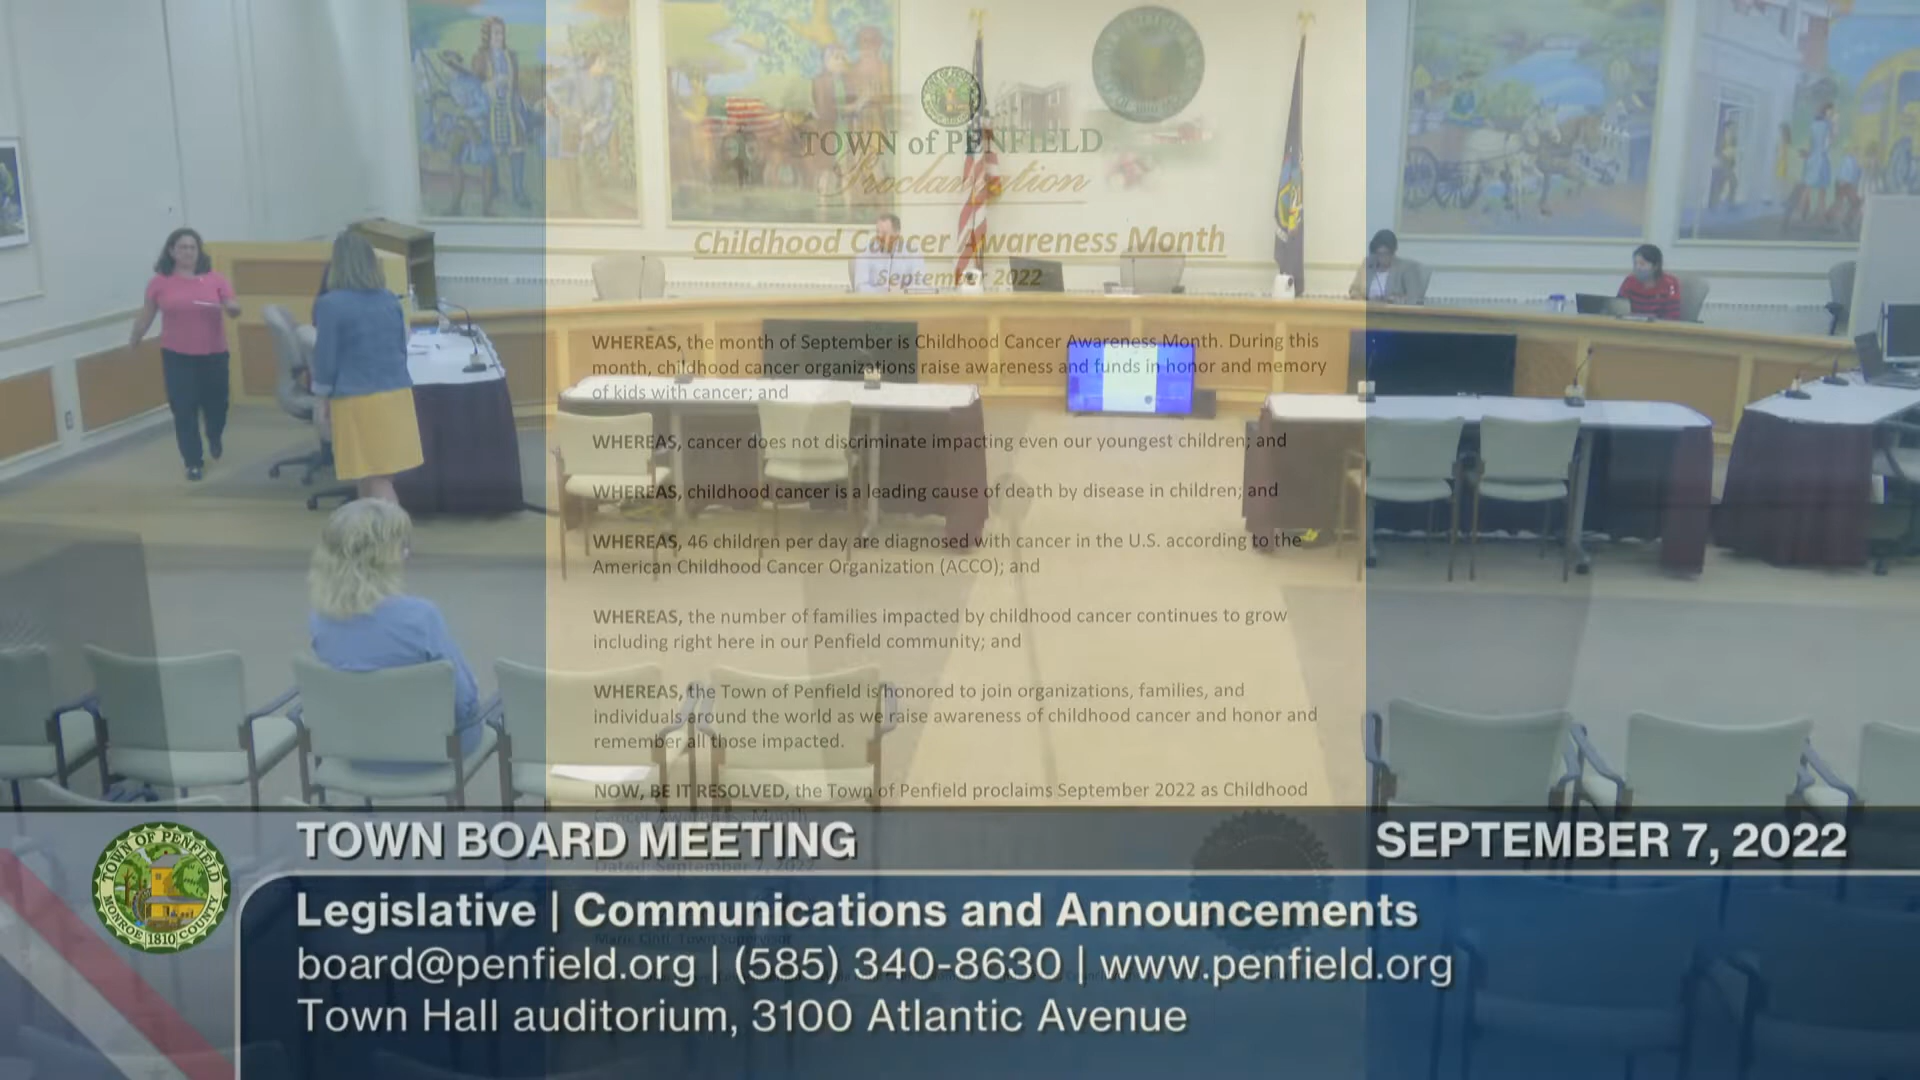 TOWN of PENFIELD
Proclamation
Childhood Cancer Awareness Month
September 2022
WHEREAS, the month of September is Childhood Cancer Awareness Month. During this
month, childhood cancer organizations raise awareness and funds in honor and memory
of kids with cancer; and
WHEREAS, cancer does not discriminate impacting even our youngest children; and
WHEREAS, childhood cancer is a leading cause of death by disease in children; and
WHEREAS, 46 children per day are diagnosed with cancer in the U.S. according to the
American Childhood Cancer Organization (ACCO); and
WHEREAS, the number of families impacted by childhood cancer continues to grow
including right here in our Penfield community; and
WHEREAS, the Town of Penfield is honored to join organizations, families, and
individuals around the world as we raise awareness of childhood cancer and honor and
remember all those impacted.
NOW, BE IT RESOLVED, the Town of Penfield proclaims September 2022 as Childhood
Cancer Awareness Month
Dated: September 7, 2022
TOWN BOARD MEETING
SEPTEMBER 7, 2022
Legislative | Communications and Announcements
board@penfield.org | (585) 340-8630 | www.penfield.org
Town Hall auditorium, 3100 Atlantic Avenue
TOWN OF PENFIELD
MONROE COUNTY
1810